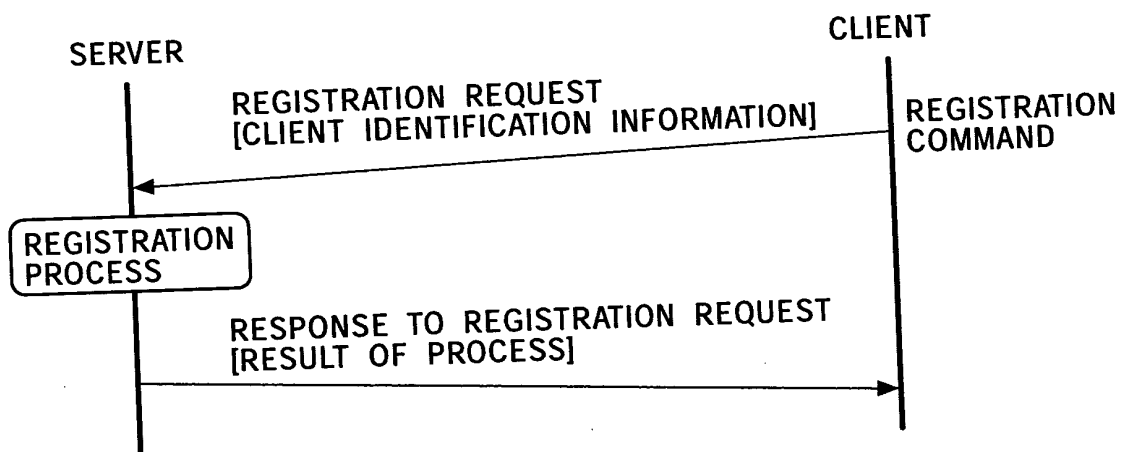 SERVER
CLIENT
REGISTRATION REQUEST
[CLIENT IDENTIFICATION INFORMATION]
REGISTRATION
COMMAND
REGISTRATION
PROCESS
RESPONSE TO REGISTRATION REQUEST
[RESULT OF PROCESS]